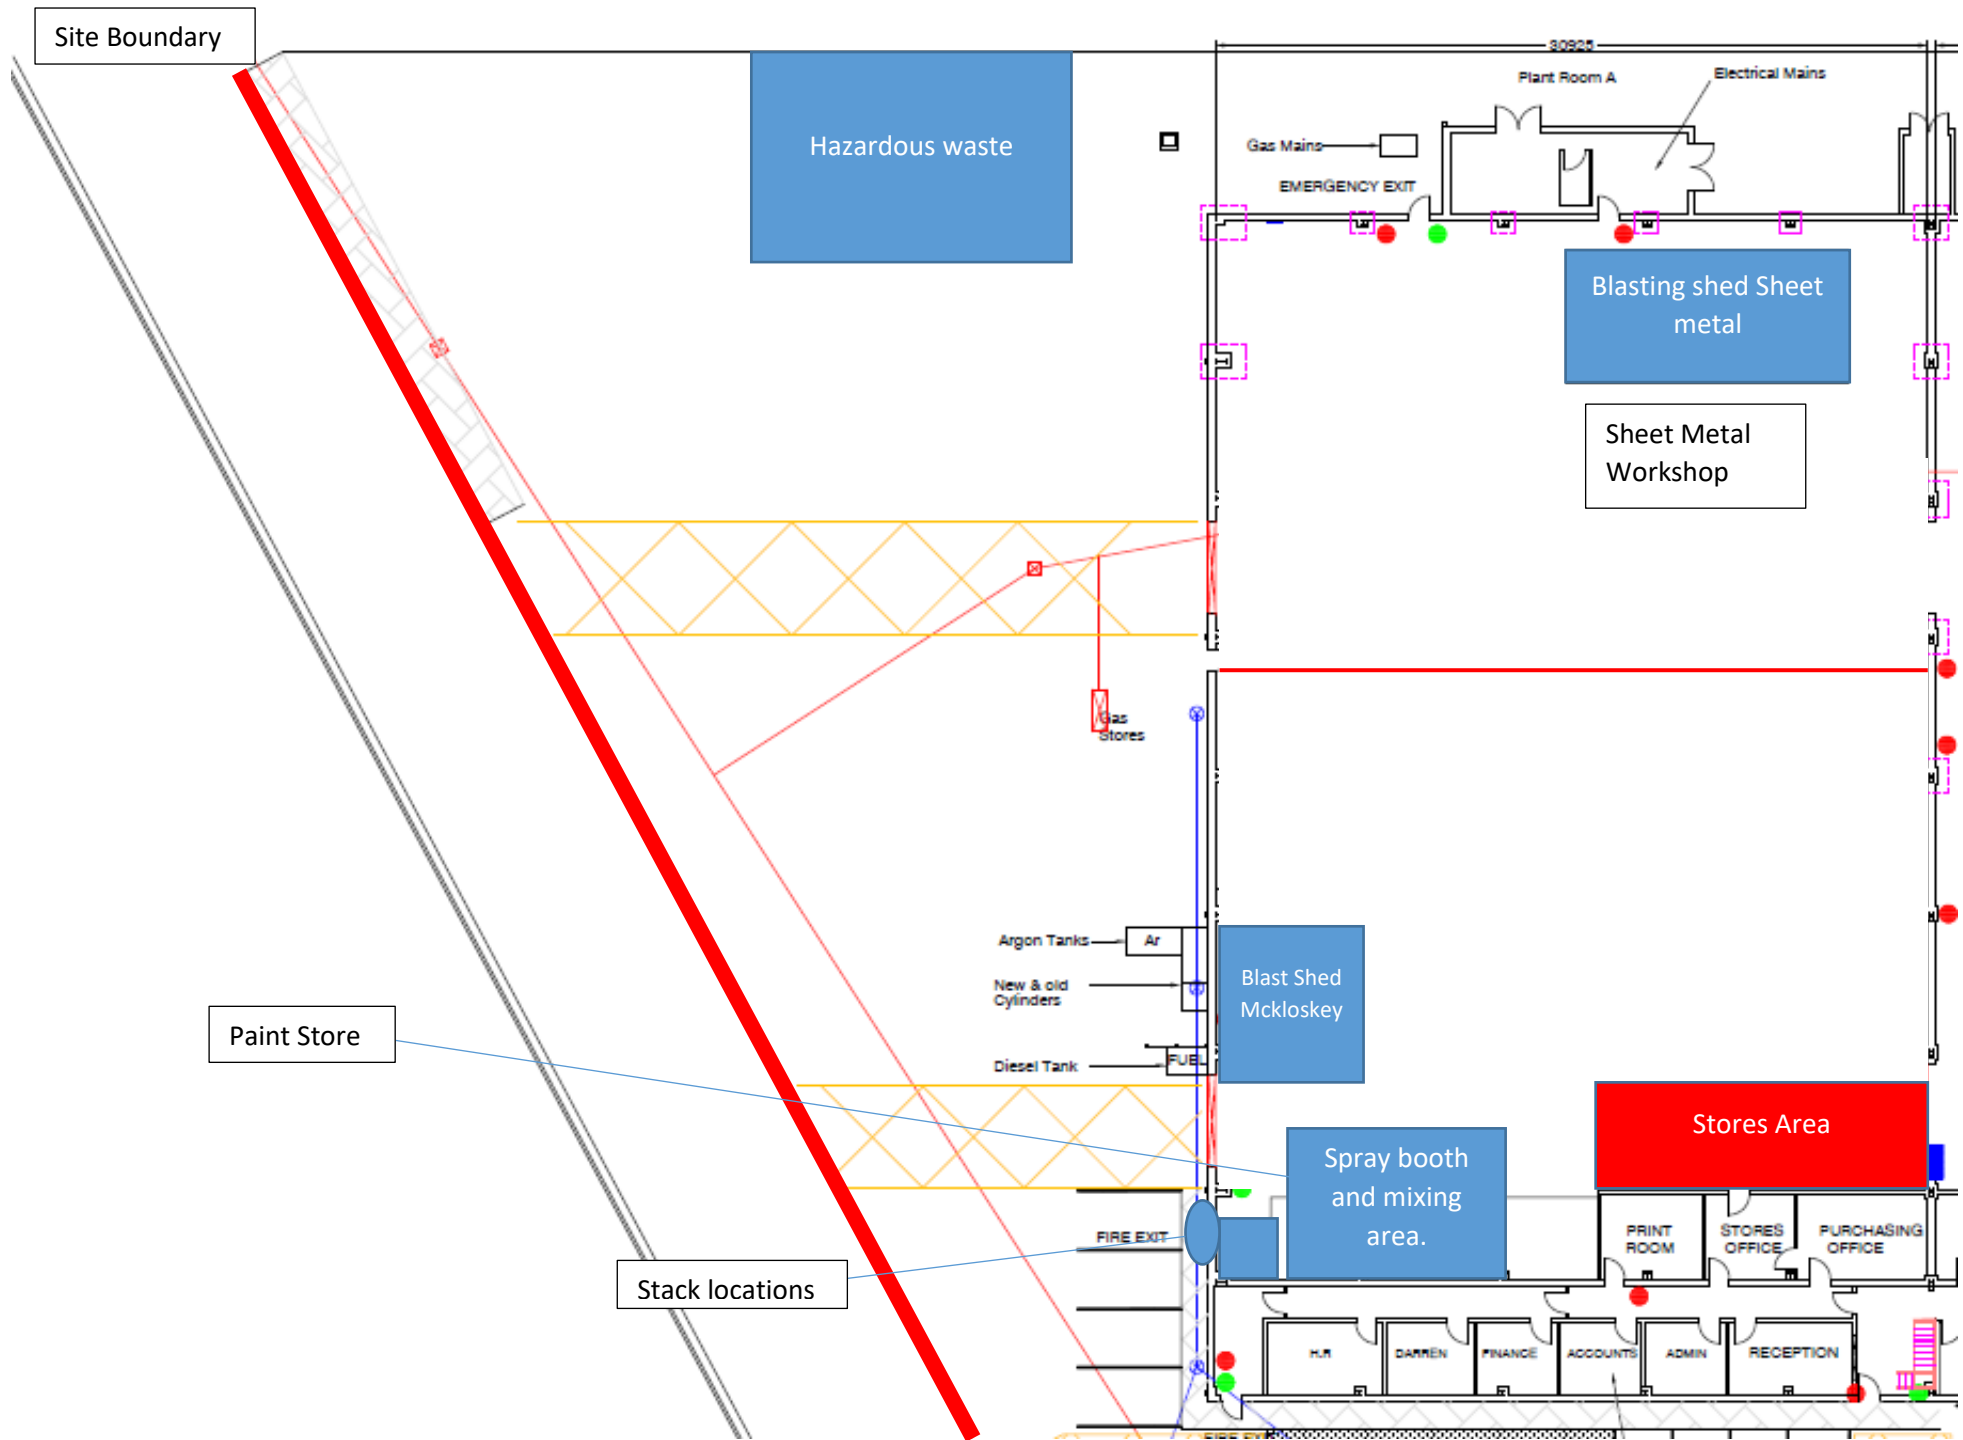 Site Boundary
30925
Plant Room A
Electrical Mains
Hazardous waste
Gas Mains
EMERGENCY EXIT
Blasting shed Sheet
metal
Sheet Metal
Workshop
Gas
Stores
Argon Tanks
Ar
New & old
Cylinders
Blast Shed
Mckloskey
Paint Store
Diesel Tank
FUEL
Stores Area
Spray booth
and mixing
area.
FIRE EXIT
PRINT
ROOM
STORES
OFFICE
PURCHASING
OFFICE
Stack locations
H.R
DARREN
FINANCE
ACCOUNTS
ADMIN
RECEPTION